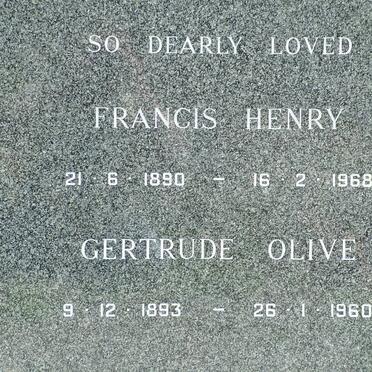 SO DEARLY LOVED
FRANCIS HENRY
21 · 6 · 1890 – 16 · 2 · 1968
GERTRUDE OLIVE
9 · 12 · 1893 – 26 · 1 · 1960